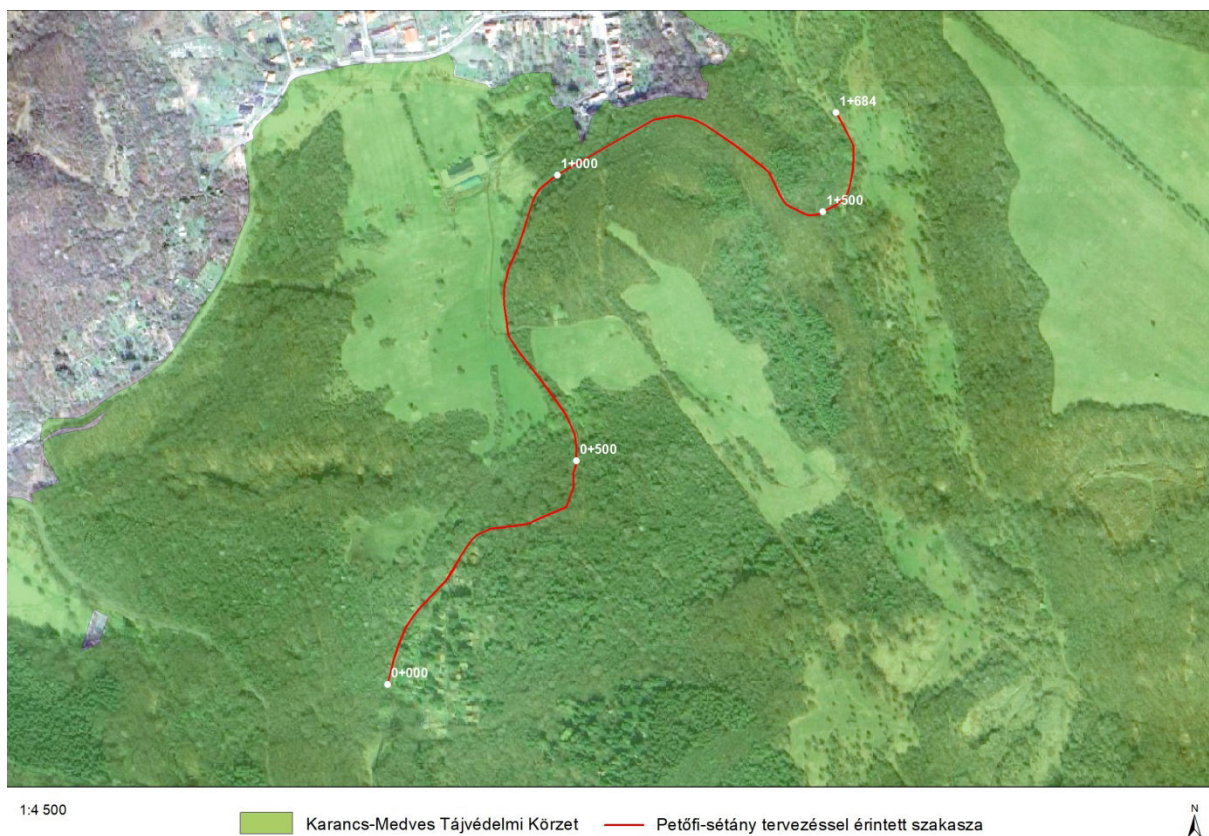 1+684
1+000
1+500
0+500
0+000
1:4 500
Karancs-Medves Tájvédelmi Körzet
Petőfi-sétány tervezéssel érintett szakasza
N